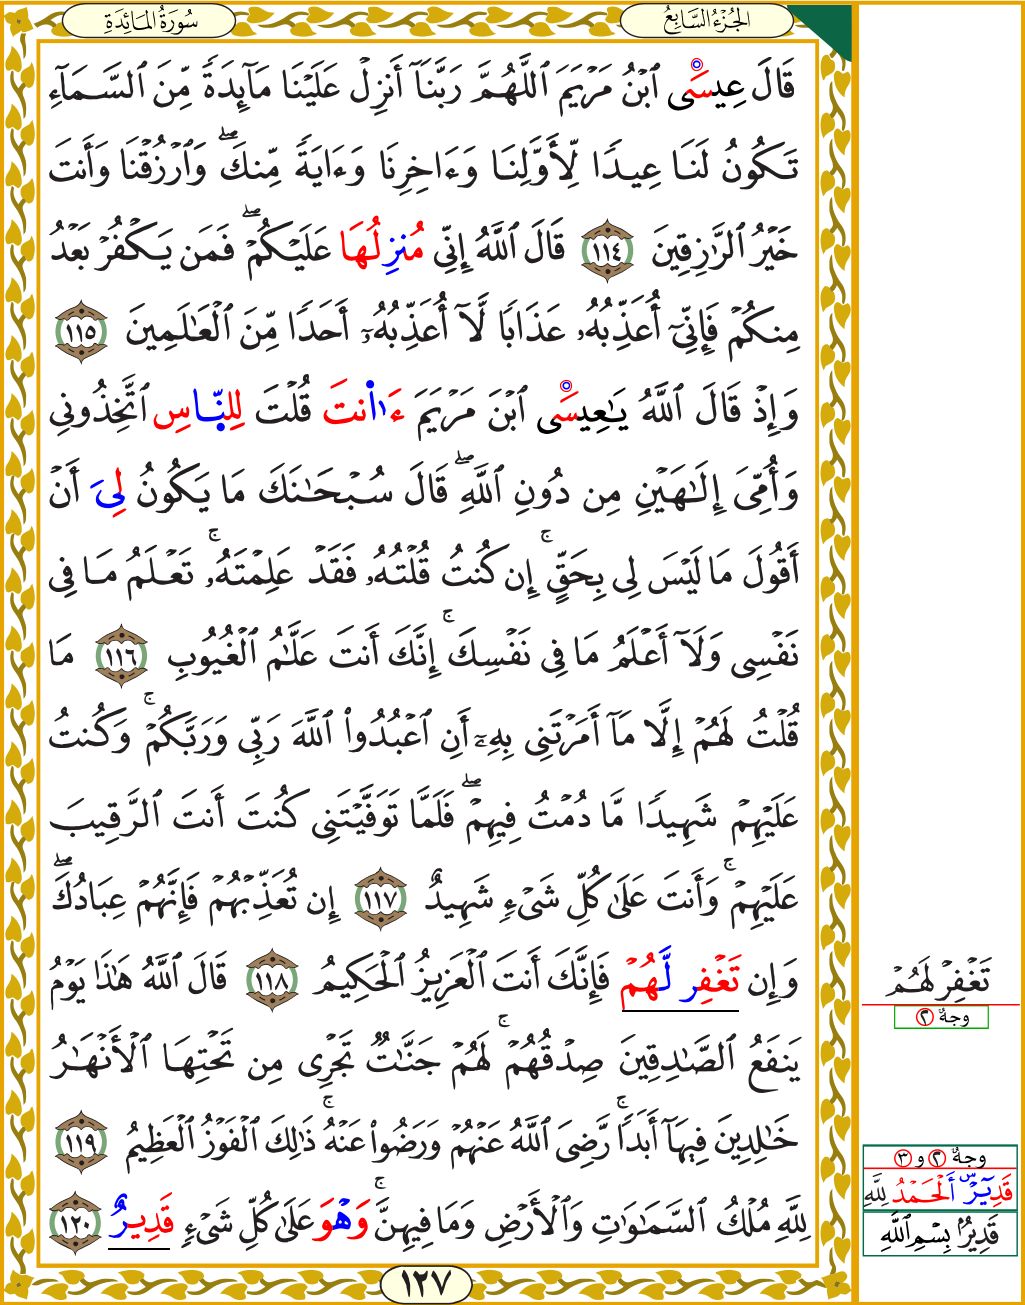 سُورَةُ المَائِدَةِ
الجُزْءُ السَّابِعُ
قَالَ عِيسَى ٱبْنُ مَرْيَمَ ٱللَّهُمَّ رَبَّنَآ أَنزِلْ عَلَيْنَا مَآئِدَةً مِّنَ ٱلسَّمَآءِ
تَكُونُ لَنَا عِيدًا لِّأَوَّلِنَا وَءَاخِرِنَا وَءَايَةً مِّنكَ ۖ وَٱرْزُقْنَا وَأَنتَ
خَيْرُ ٱلرَّٰزِقِينَ ١١٤ قَالَ ٱللَّهُ إِنِّي مُنزِلُهَا عَلَيْكُمْ ۖ فَمَن يَكْفُرْ بَعْدُ
مِنكُمْ فَإِنِّيٓ أُعَذِّبُهُۥ عَذَابًا لَّآ أُعَذِّبُهُۥٓ أَحَدًا مِّنَ ٱلْعَٰلَمِينَ ١١٥
وَإِذْ قَالَ ٱللَّهُ يَٰعِيسَى ٱبْنَ مَرْيَمَ ءَاٰنتَ قُلْتَ لِلنَّاسِ ٱتَّخِذُونِي
وَأُمِّيَ إِلَٰهَيْنِ مِن دُونِ ٱللَّهِ ۖ قَالَ سُبْحَٰنَكَ مَا يَكُونُ لِيَ أَنْ
أَقُولَ مَا لَيْسَ لِي بِحَقٍّ ۚ إِن كُنتُ قُلْتُهُۥ فَقَدْ عَلِمْتَهُۥ ۚ تَعْلَمُ مَا فِي
نَفْسِي وَلَآ أَعْلَمُ مَا فِي نَفْسِكَ ۚ إِنَّكَ أَنتَ عَلَّٰمُ ٱلْغُيُوبِ ١١٦ مَا
قُلْتُ لَهُمْ إِلَّا مَآ أَمَرْتَنِي بِهِۦٓ أَنِ ٱعْبُدُوا۟ ٱللَّهَ رَبِّي وَرَبَّكُمْ ۚ وَكُنتُ
عَلَيْهِمْ شَهِيدًا مَّا دُمْتُ فِيهِمْ ۖ فَلَمَّا تَوَفَّيْتَنِي كُنتَ أَنتَ ٱلرَّقِيبَ
عَلَيْهِمْ ۚ وَأَنتَ عَلَىٰ كُلِّ شَيْءٍ شَهِيدٌ ١١٧ إِن تُعَذِّبْهُمْ فَإِنَّهُمْ عِبَادُكَ ۖ
وَإِن تَغْفِر لَّهُمْ فَإِنَّكَ أَنتَ ٱلْعَزِيزُ ٱلْحَكِيمُ ١١٨ قَالَ ٱللَّهُ هَٰذَا يَوْمُ
يَنفَعُ ٱلصَّٰدِقِينَ صِدْقُهُمْ ۚ لَهُمْ جَنَّٰتٌ تَجْرِي مِن تَحْتِهَا ٱلْأَنْهَٰرُ
خَٰلِدِينَ فِيهَآ أَبَدًا ۚ رَّضِيَ ٱللَّهُ عَنْهُمْ وَرَضُوا۟ عَنْهُ ۚ ذَٰلِكَ ٱلْفَوْزُ ٱلْعَظِيمُ ١١٩
لِلَّهِ مُلْكُ ٱلسَّمَٰوَٰتِ وَٱلْأَرْضِ وَمَا فِيهِنَّ ۚ وَهْوَ عَلَىٰ كُلِّ شَيْءٍ قَدِيرٌ ١٢٠
١٢٧
تَغْفِرْ لَهُمْ
وجهٌ ٢
وجهٌ ٢ و ٣
قَدِيرٌ س اَ۬لْحَمْدُ لِلَّهِ
قَدِيرٌ بِسْمِ ٱللَّهِ